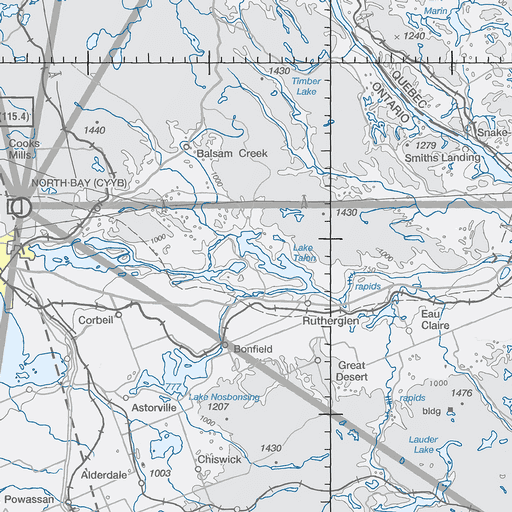 Marin
1240
1430
Timber
Lake
QUEBEC
ONTARIO
(115.4)
1440
Cooks
Mills
Balsam Creek
1279
Snake
Smiths Landing
1000
NORTH BAY (CYYB)
1430
1000
Lake
Talon
1000
rapids
Corbeil
Rutherglen
Eau
Claire
Bonfield
Great
Desert
777
Lake Nosbonsing
1000
1476
rapids
Astorville
1207
1000
bldg
Lauder
Lake
1430
Chiswick
Alderdale
1003
Powassan